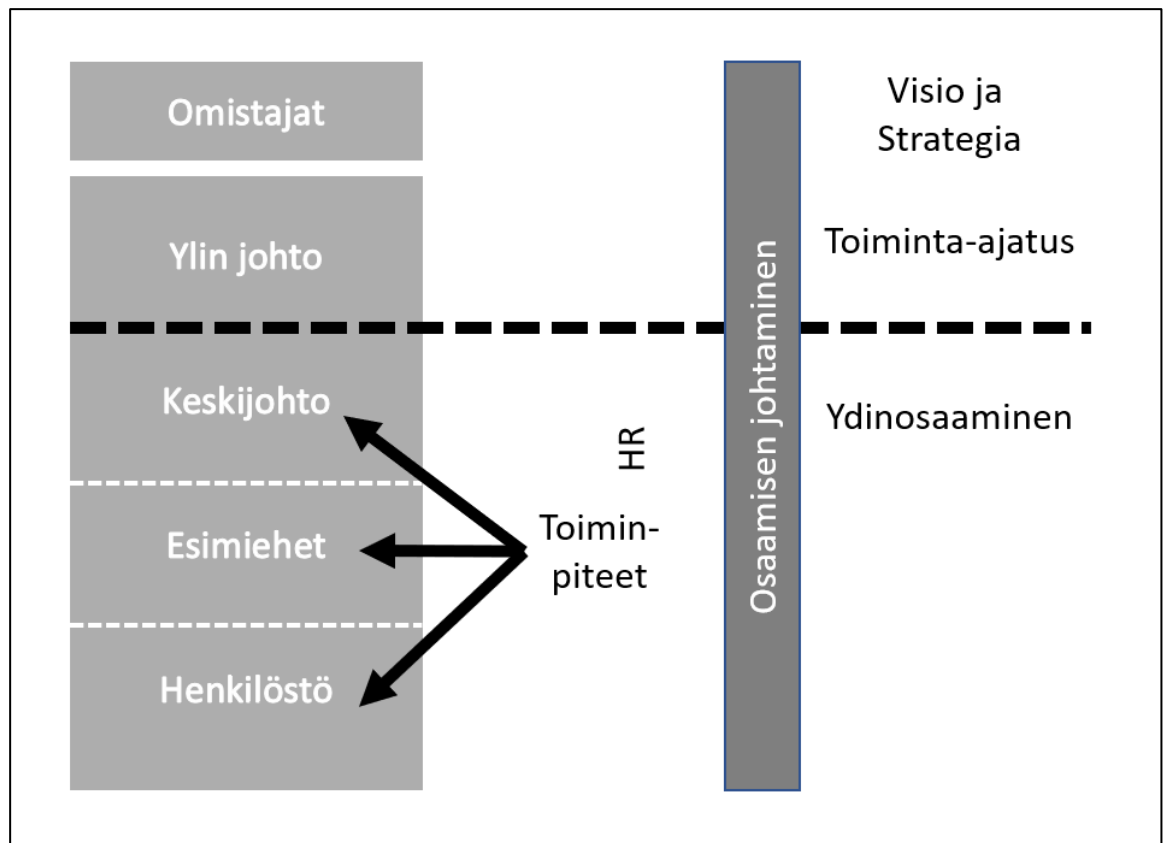 Omistajat
Ylin johto
Keskijohto
Esimiehet
Henkilöstö
HR
Toimin-
piteet
Osaamisen johtaminen
Visio ja
Strategia
Toiminta-ajatus
Ydinosaaminen